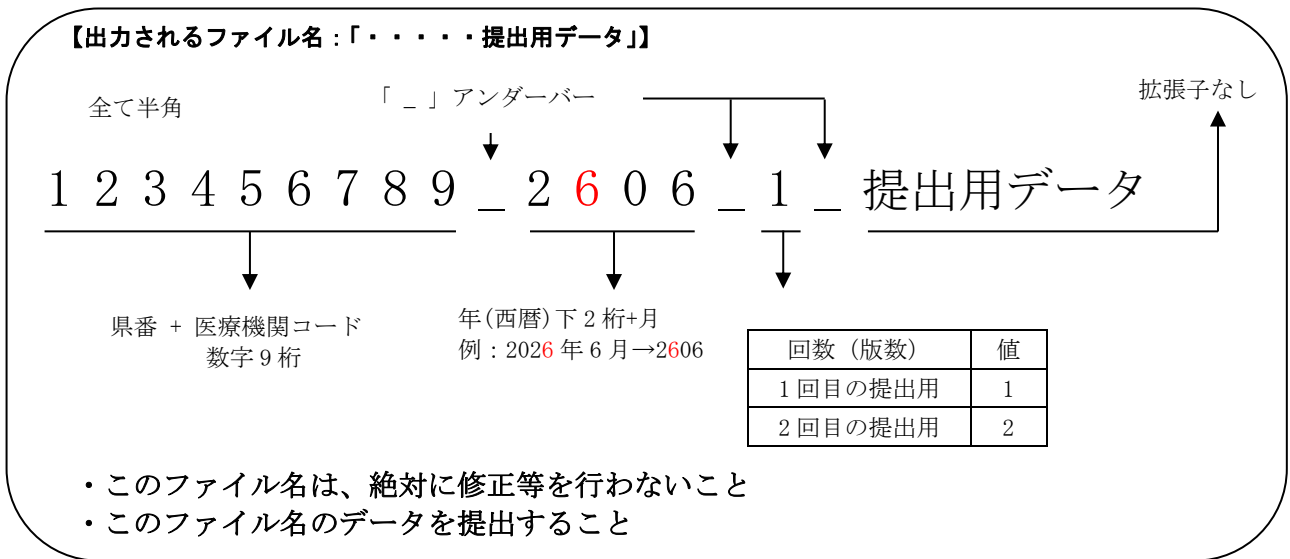 【出力されるファイル名：「・・・・・提出用データ」】
拡張子なし
全て半角
「 _ 」アンダーバー
1 2 3 4 5 6 7 8 9 _ 2 6 0 6 _ 1 _ 提出用データ
県番 + 医療機関コード
数字 9 桁
年(西暦)下 2 桁+月
例：2026 年 6 月→2606
回数（版数） 値
1 回目の提出用 1
2 回目の提出用 2
・このファイル名は、絶対に修正等を行わないこと
・このファイル名のデータを提出すること